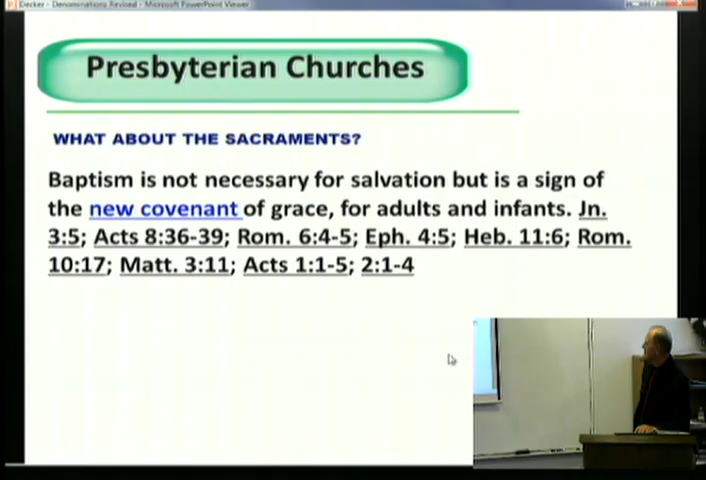 Decker - Denominations Revised - Microsoft PowerPoint Viewer
Presbyterian Churches
WHAT ABOUT THE SACRAMENTS?
Baptism is not necessary for salvation but is a sign of
the new covenant of grace, for adults and infants. Jn.
3:5; Acts 8:36-39; Rom. 6:4-5; Eph. 4:5; Heb. 11:6; Rom.
10:17; Matt. 3:11; Acts 1:1-5; 2:1-4